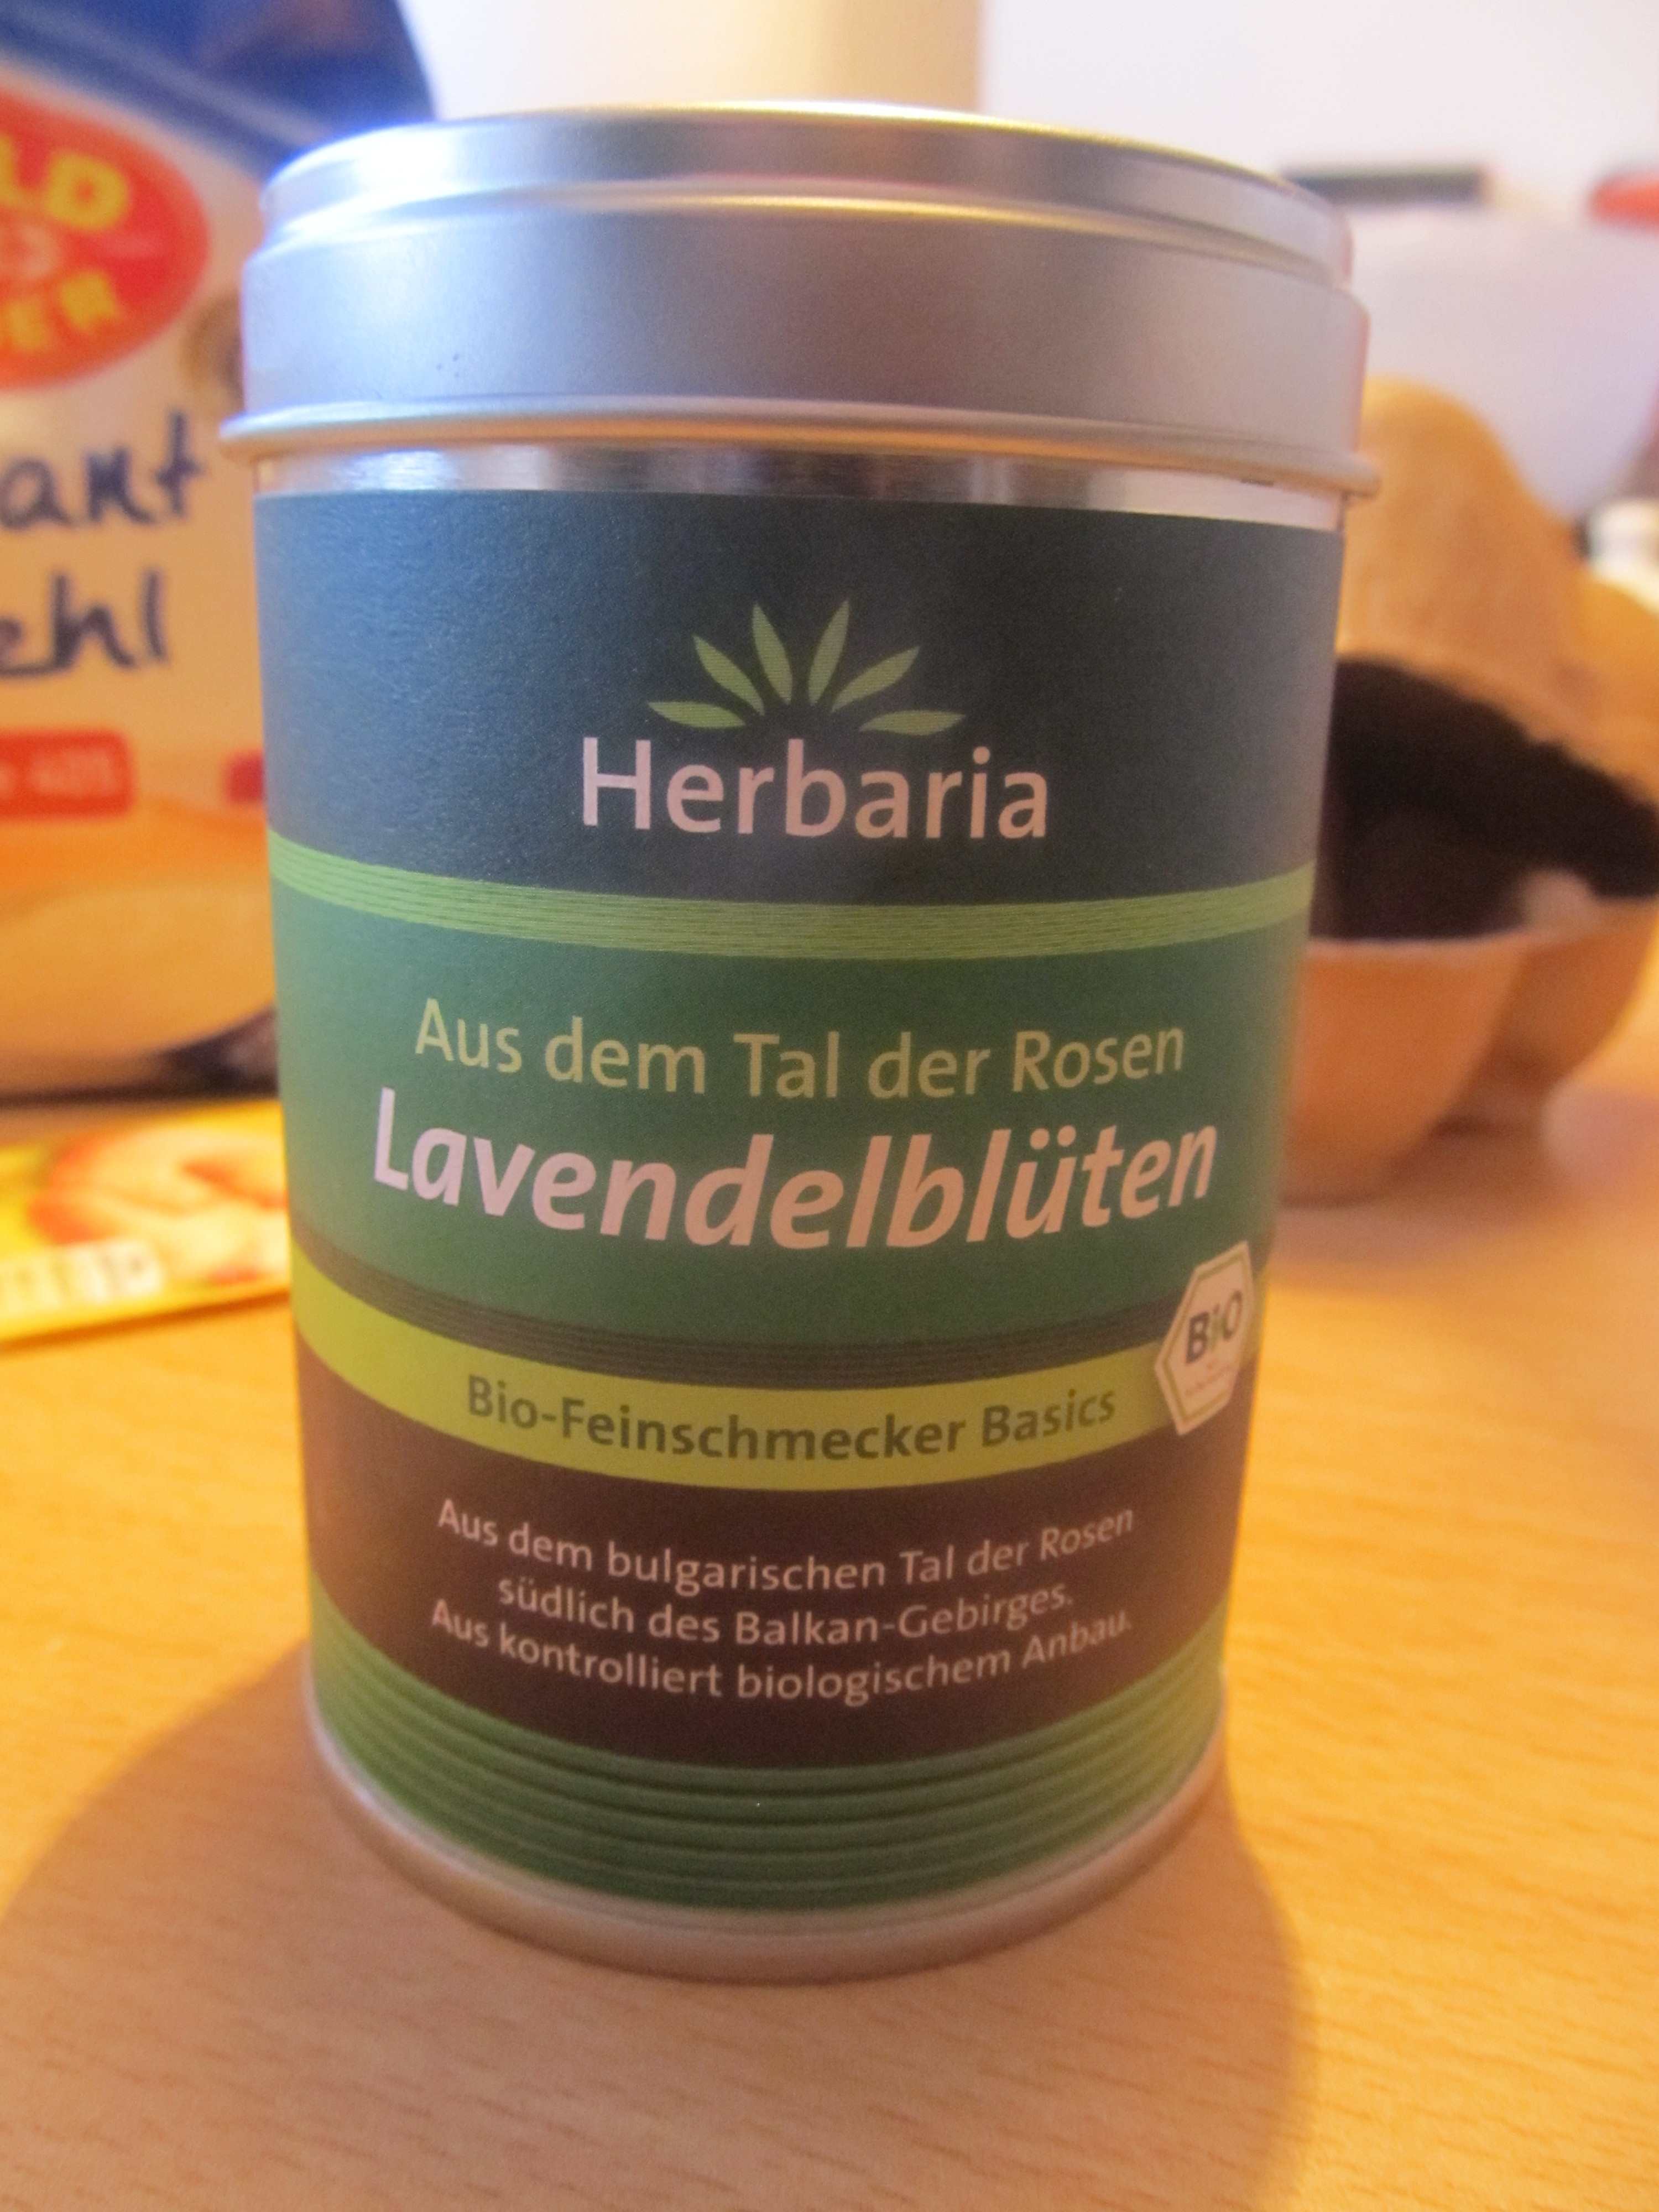 Herbaria
Aus dem Tal der Rosen
Lavendelblüten
BiO
Bio-Feinschmecker Basics
Aus dem bulgarischen Tal der Rosen
südlich des Balkan-Gebirges.
Aus kontrolliert biologischem Anbau.